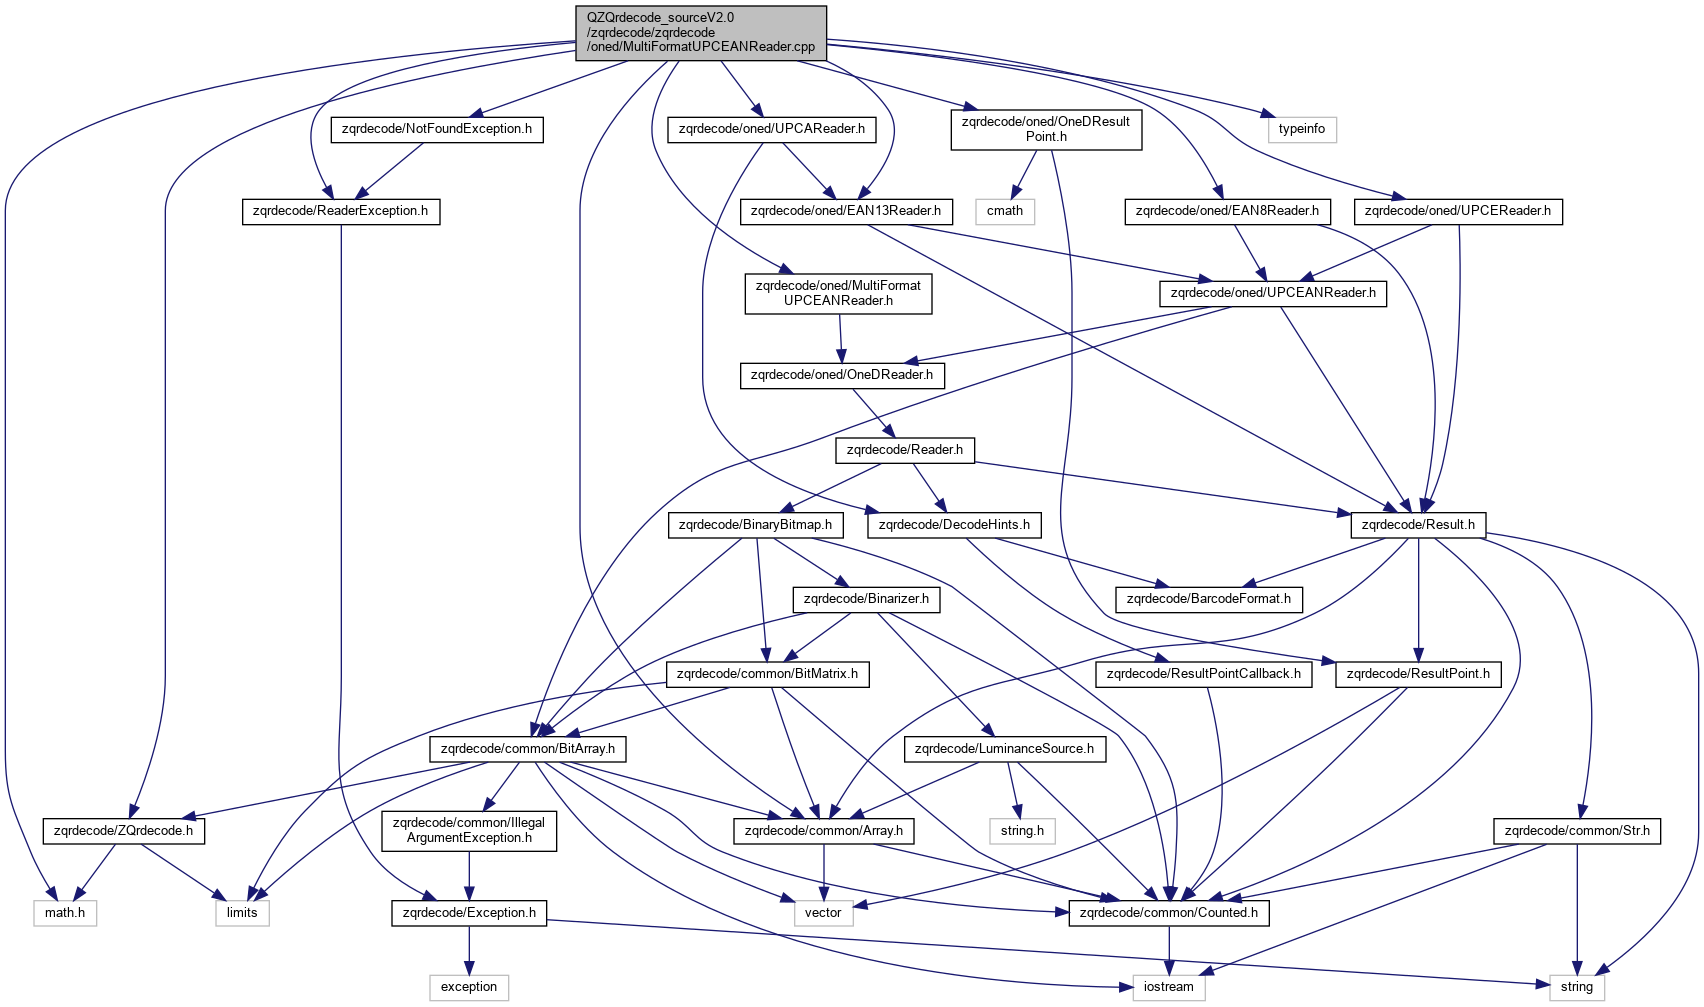 QZQrdecode_sourceV2.0
/zqrdecode/zqrdecode
/oned/MultiFormatUPCEANReader.cpp
zqrdecode/NotFoundException.h
zqrdecode/oned/UPCAReader.h
zqrdecode/oned/OneDResult
Point.h
typeinfo
zqrdecode/ReaderException.h
zqrdecode/oned/EAN13Reader.h
cmath
zqrdecode/oned/EAN8Reader.h
zqrdecode/oned/UPCEReader.h
zqrdecode/oned/MultiFormat
UPCEANReader.h
zqrdecode/oned/UPCEANReader.h
zqrdecode/oned/OneDReader.h
zqrdecode/Reader.h
zqrdecode/BinaryBitmap.h
zqrdecode/DecodeHints.h
zqrdecode/Result.h
zqrdecode/Binarizer.h
zqrdecode/BarcodeFormat.h
zqrdecode/common/BitMatrix.h
zqrdecode/ResultPointCallback.h
zqrdecode/ResultPoint.h
zqrdecode/common/BitArray.h
zqrdecode/LuminanceSource.h
zqrdecode/ZQrdecode.h
zqrdecode/common/Illegal
ArgumentException.h
zqrdecode/common/Array.h
string.h
zqrdecode/common/Str.h
math.h
limits
zqrdecode/Exception.h
vector
zqrdecode/common/Counted.h
exception
iostream
string